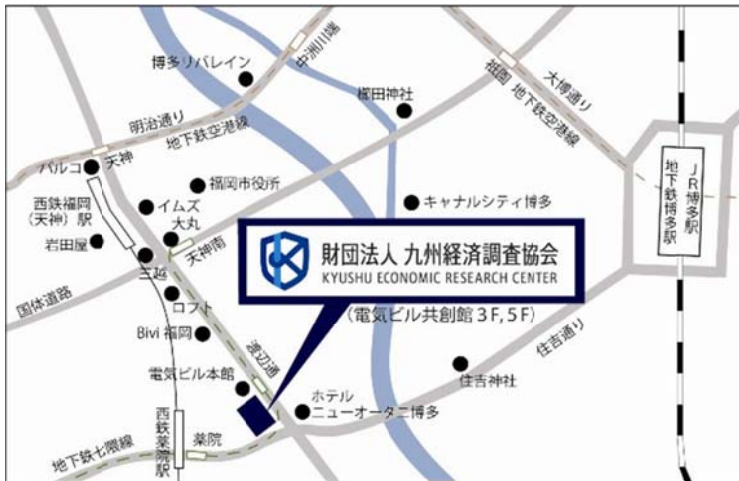 博多リバレイン
中洲川端
明治通り
地下鉄空港線
櫛田神社
祇園
地下鉄空港線
大博通り
パルコ
天神
福岡市役所
西鉄福岡
(天神)駅
イムズ
大丸
キャナルシティ博多
地下鉄博多駅
JR博多駅
岩田屋
三越
天神南
財団法人 九州経済調査協会
KYUSHU ECONOMIC RESEARCH CENTER
(電気ビル共創館3F,5F)
国体道路
ロフト
Bivi 福岡
渡辺通
住吉通り
住吉神社
電気ビル本館
ホテル
ニューオータニ博多
西鉄薬院駅
薬院
地下鉄七隈線